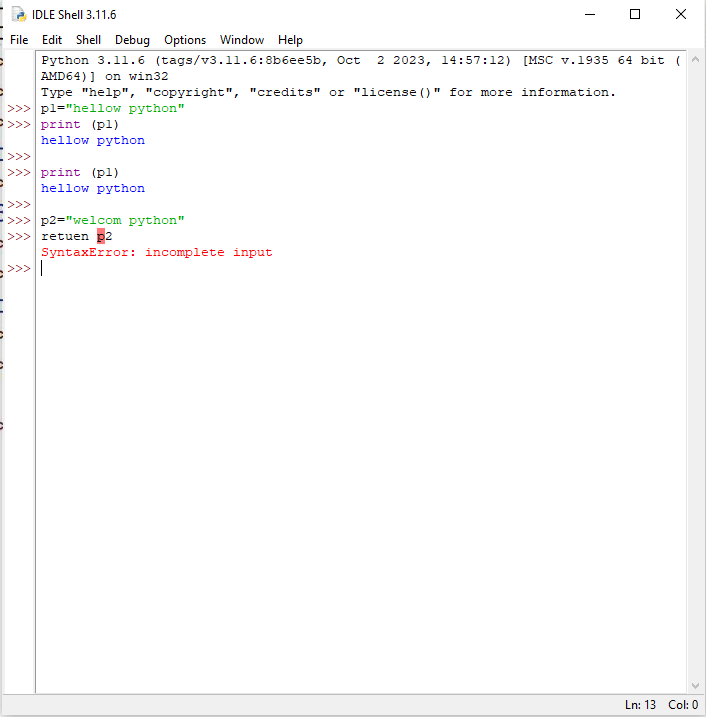 IDLE Shell 3.11.6
File Edit Shell Debug Options Window Help
Python 3.11.6 (tags/v3.11.6:8b6ee5b, Oct  2 2023, 14:57:12) [MSC v.1935 64 bit (
AMD64)] on win32
Type "help", "copyright", "credits" or "license()" for more information.
>>> p1="hellow python"
>>> print (p1)
hellow python
>>>
>>> print (p1)
hellow python
>>>
>>> p2="welcom python"
>>> retuen p2
SyntaxError: incomplete input
>>>
Ln: 13 Col: 0